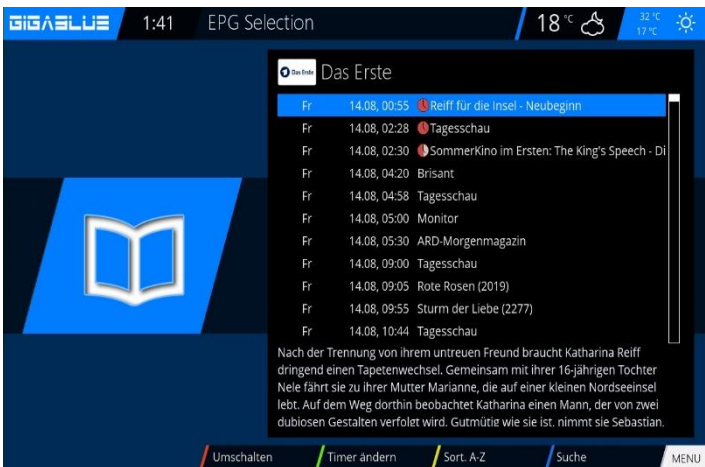 GIGABLUE 1:41 EPG Selection 18 °C 32 °C
17 °C
Das Erste Das Erste
Fr 14.08, 00:55 Reiff für die Insel - Neubeginn
Fr 14.08, 02:28 Tagesschau
Fr 14.08, 02:30 SommerKino im Ersten: The King's Speech - Di
Fr 14.08, 04:20 Brisant
Fr 14.08, 04:58 Tagesschau
Fr 14.08, 05:00 Monitor
Fr 14.08, 05:30 ARD-Morgenmagazin
Fr 14.08, 09:00 Tagesschau
Fr 14.08, 09:05 Rote Rosen (2019)
Fr 14.08, 09:55 Sturm der Liebe (2277)
Fr 14.08, 10:44 Tagesschau
Nach der Trennung von ihrem untreuen Freund braucht Katharina Reiff
dringend einen Tapetenwechsel. Gemeinsam mit ihrer 16-jährigen Tochter
Nele fährt sie zu ihrer Mutter Marianne, die auf einer kleinen Nordseeinsel
lebt. Auf dem Weg dorthin beobachtet Katharina einen Mann, der von zwei
dubiosen Gestalten verfolgt wird. Gutmütig wie sie ist, nimmt sie Sebastian,
Umschalten Timer ändern Sort. A-Z Suche MENU